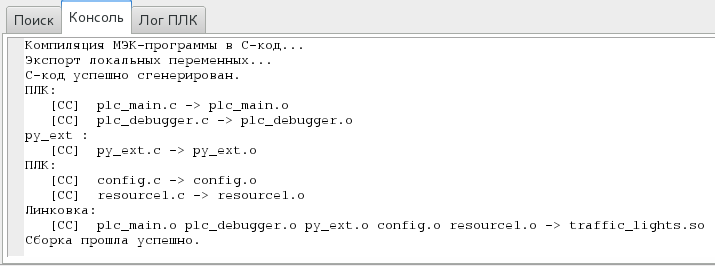 Поиск Консоль Лог ПЛК
Компиляция МЭК-программы в С-код...
Экспорт локальных переменных...
С-код успешно сгенерирован.
ПЛК:
[CC] plc_main.c -> plc_main.o
[CC] plc_debugger.c -> plc_debugger.o
py_ext :
[CC] py_ext.c -> py_ext.o
ПЛК:
[CC] config.c -> config.o
[CC] resource1.c -> resource1.o
Линковка:
[CC] plc_main.o plc_debugger.o py_ext.o config.o resource1.o -> traffic_lights.so
Сборка прошла успешно.